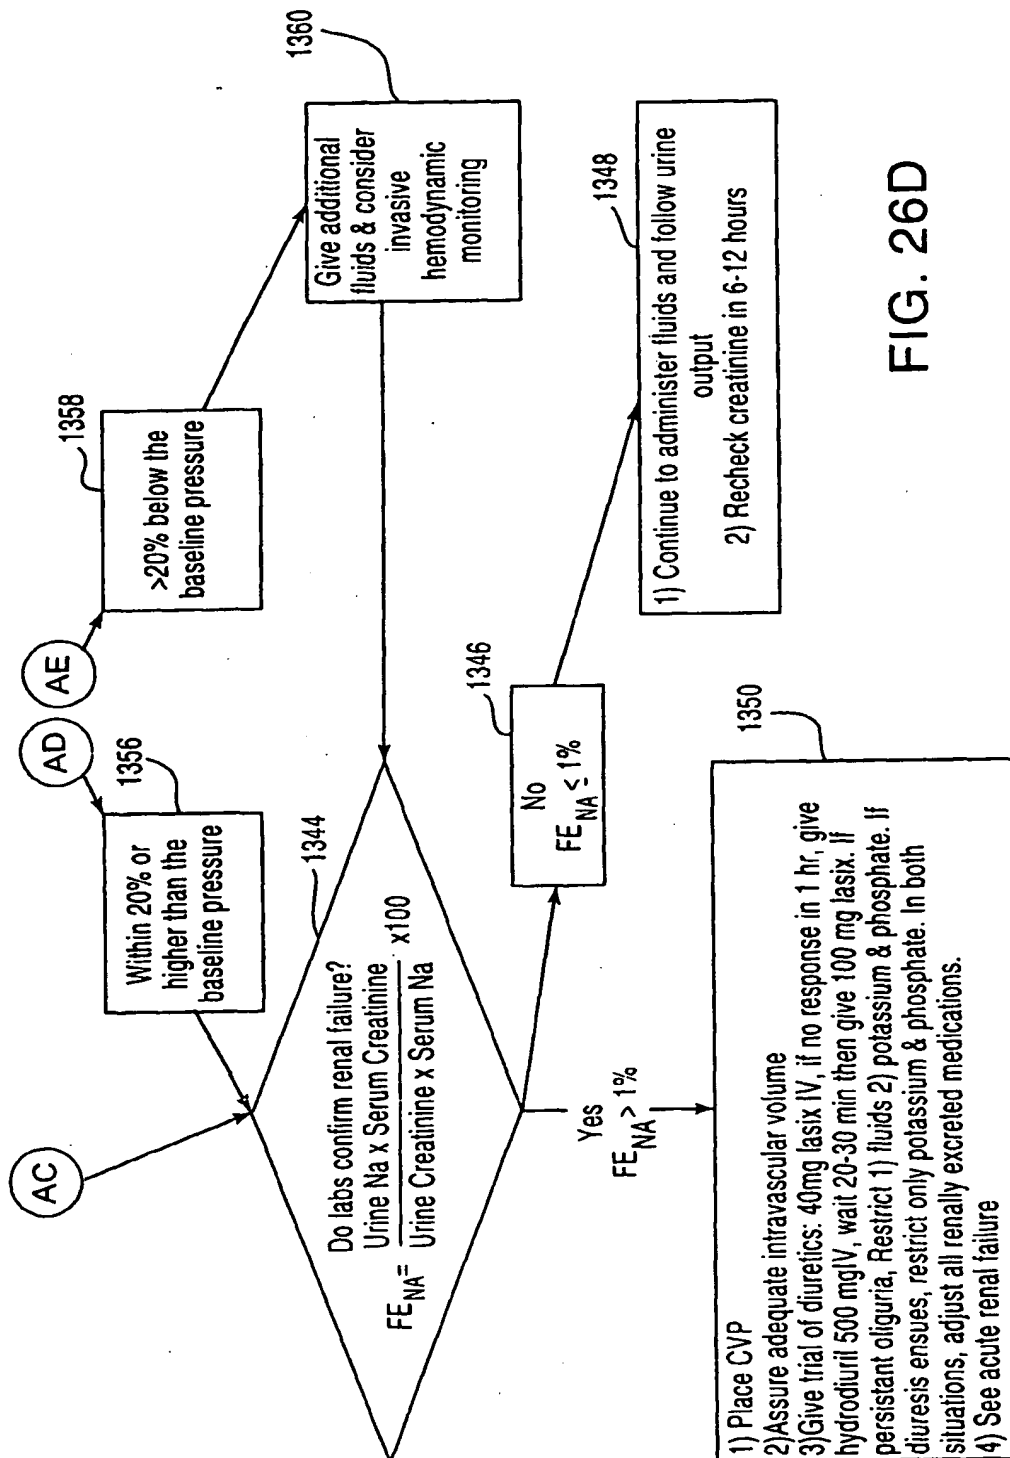 AC
AD
AE
1356
Within 20% or
higher than the
baseline pressure
1358
>20% below the
baseline pressure
1360
Give additional
fluids & consider
invasive
hemodynamic
monitoring
1344
Do labs confirm renal failure?
Urine Na x Serum Creatinine
FE NA = x100
Urine Creatinine x Serum Na
1346
No
FE NA ≤ 1%
1348
1) Continue to administer fluids and follow urine
output
2) Recheck creatinine in 6-12 hours
Yes
FE NA > 1%
1350
1) Place CVP
2)Assure adequate intravascular volume
3)Give trial of diuretics: 40mg lasix IV, if no response in 1 hr, give
hydrodiuril 500 mgIV, wait 20-30 min then give 100 mg lasix. If
persistant oliguria, Restrict 1) fluids 2) potassium & phosphate. If
diuresis ensues, restrict only potassium & phosphate. In both
situations, adjust all renally excreted medications.
4) See acute renal failure
FIG. 26D